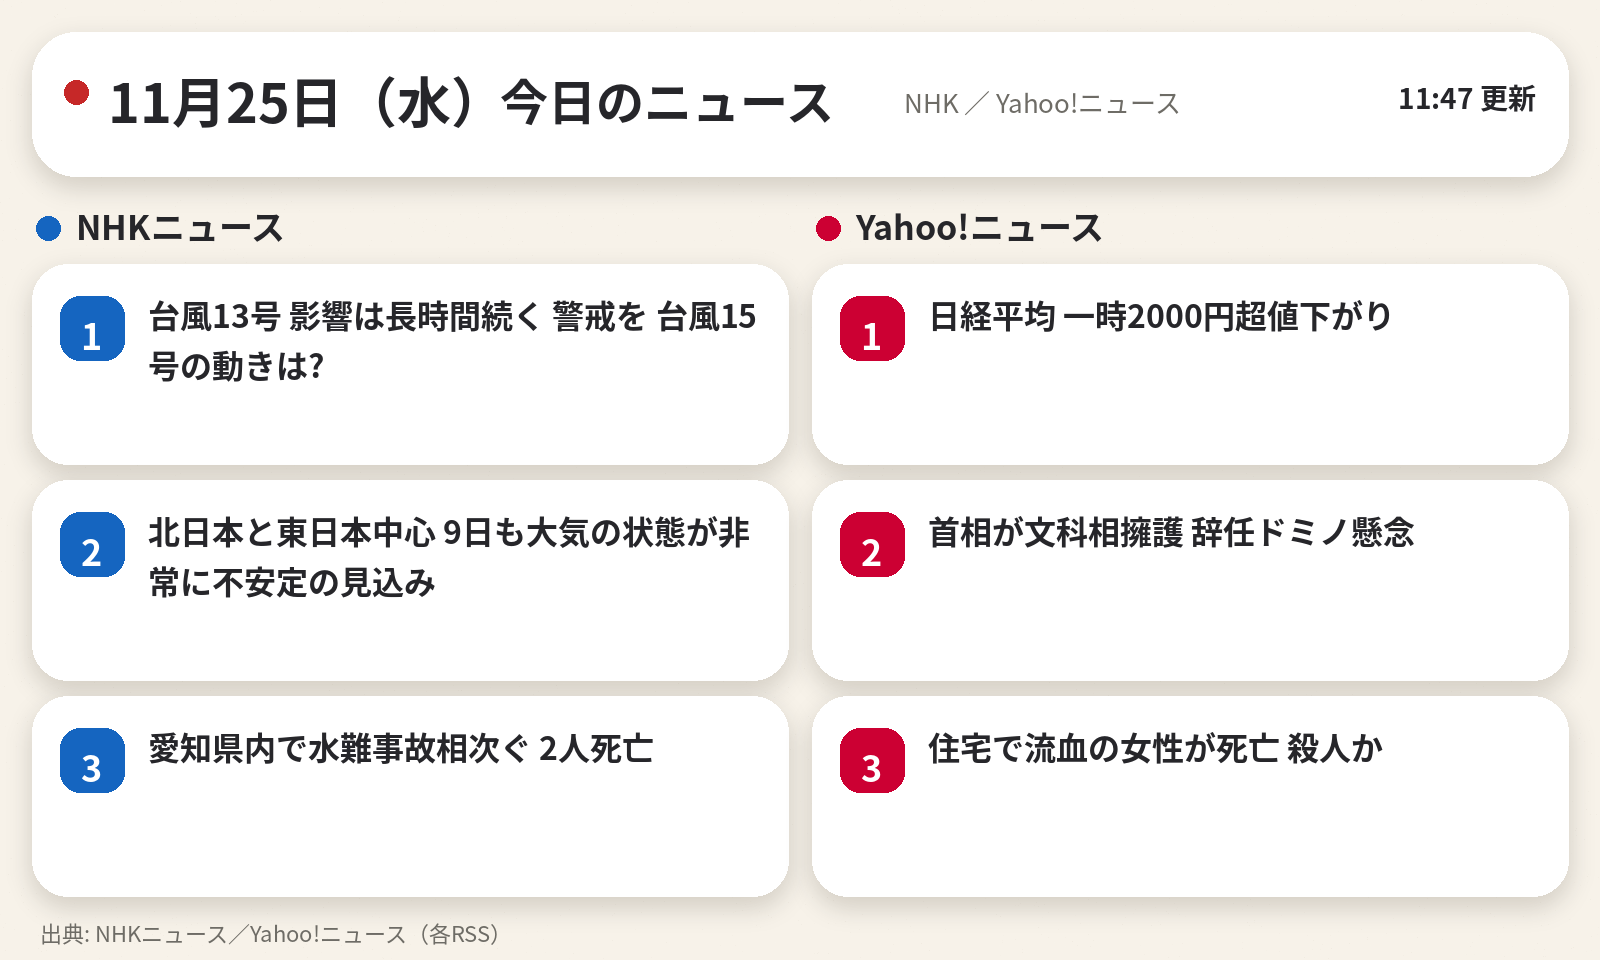 11月25日（水）今日のニュース
NHK ／ Yahoo!ニュース
11:47 更新
NHKニュース
1
台風13号 影響は長時間続く 警戒を 台風15
号の動きは?
2
北日本と東日本中心 9日も大気の状態が非
常に不安定の見込み
3
愛知県内で水難事故相次ぐ 2人死亡
Yahoo!ニュース
1
日経平均 一時2000円超値下がり
2
首相が文科相擁護 辞任ドミノ懸念
3
住宅で流血の女性が死亡 殺人か
出典: NHKニュース／Yahoo!ニュース（各RSS）